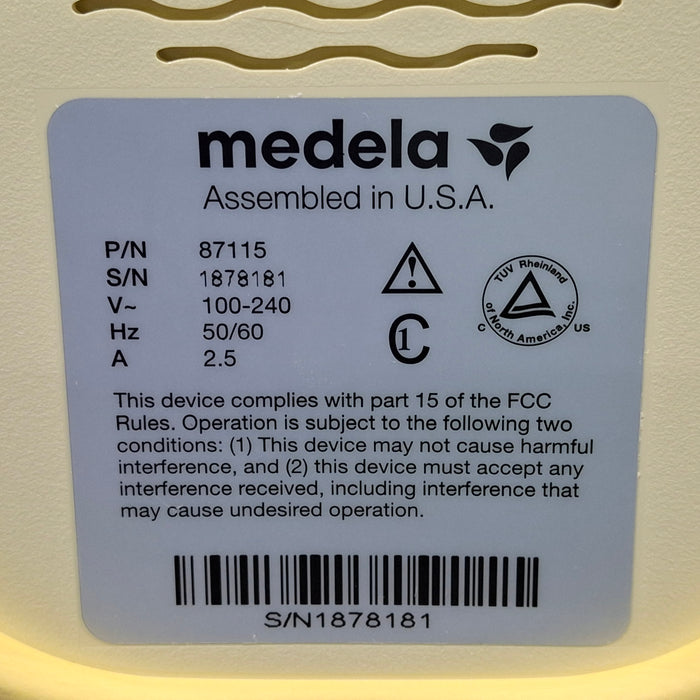 medela
Assembled in U.S.A.
P/N 87115
S/N 1878181
V~ 100-240
Hz 50/60
A 2.5
!
C1
TUV Rheinland
of North America, Inc.
C US
This device complies with part 15 of the FCC
Rules. Operation is subject to the following two
conditions: (1) This device may not cause harmful
interference, and (2) this device must accept any
interference received, including interference that
may cause undesired operation.
S/N1878181